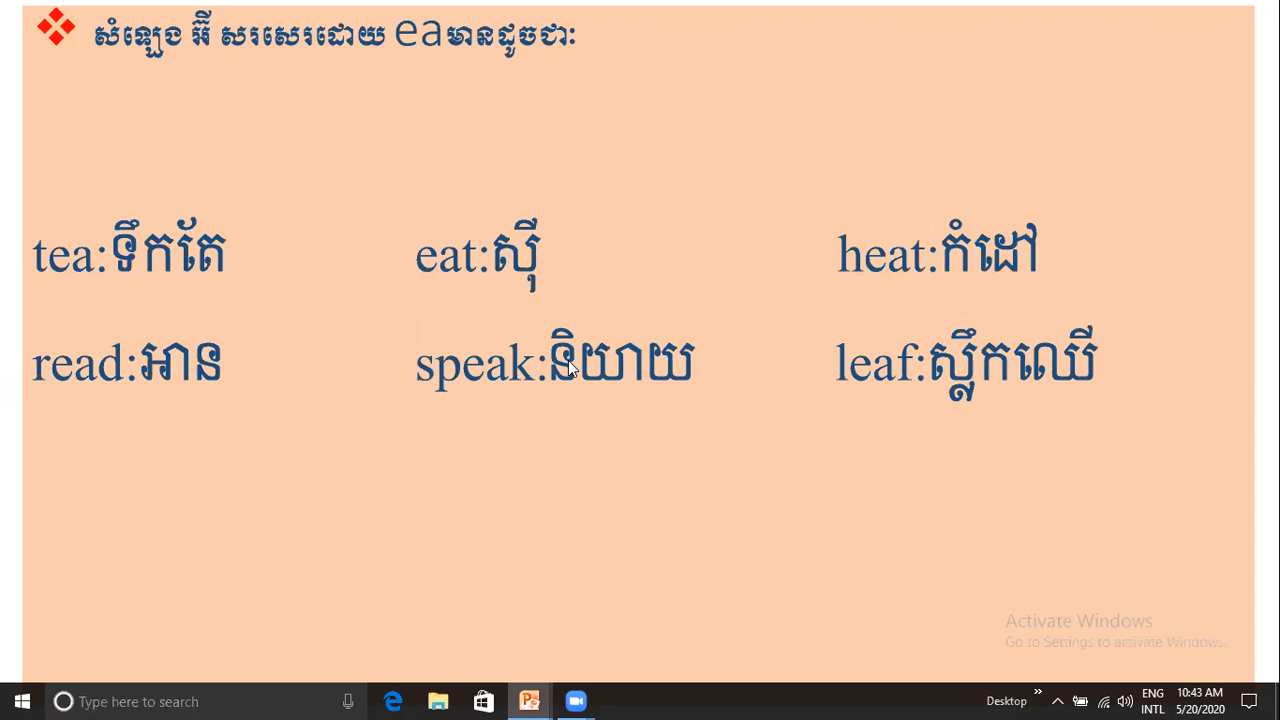 សំឡេង អ៊ី សរសេរដោយ eaមានដូចជា:
tea:ទឹកតែ eat:ស៊ី heat:កំដៅ
read:អាន speak:និយាយ leaf:ស្លឹកឈើ
Activate Windows
Go to Settings to activate Windows.
Type here to search
Desktop
ENG 10:43 AM
INTL 5/20/2020